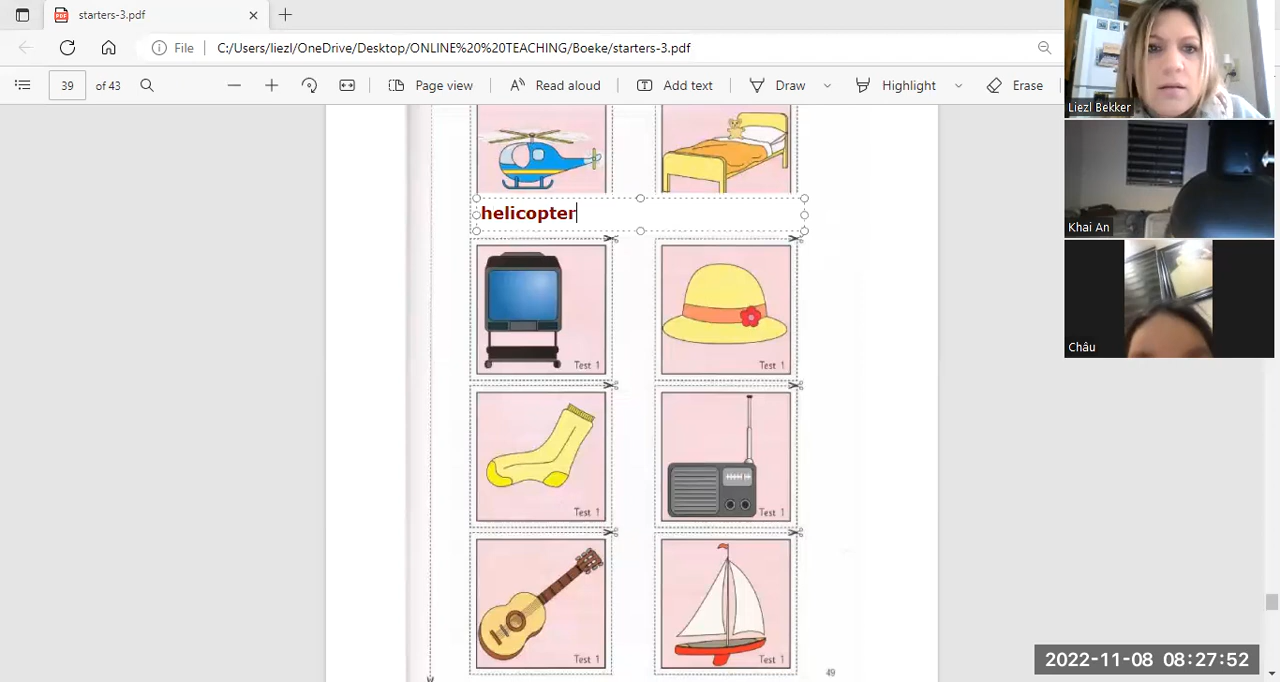 starters-3.pdf
File
C:/Users/liezl/OneDrive/Desktop/ONLINE%20%20TEACHING/Boeke/starters-3.pdf
39 of 43
Page view
Read aloud
Add text
Draw
Highlight
Erase
Liezl Bekker
Khai An
Châu
helicopter
Test 1
Test 1
Test 1
Test 1
Test 1
Test 1
49
2022-11-08 08:27:52